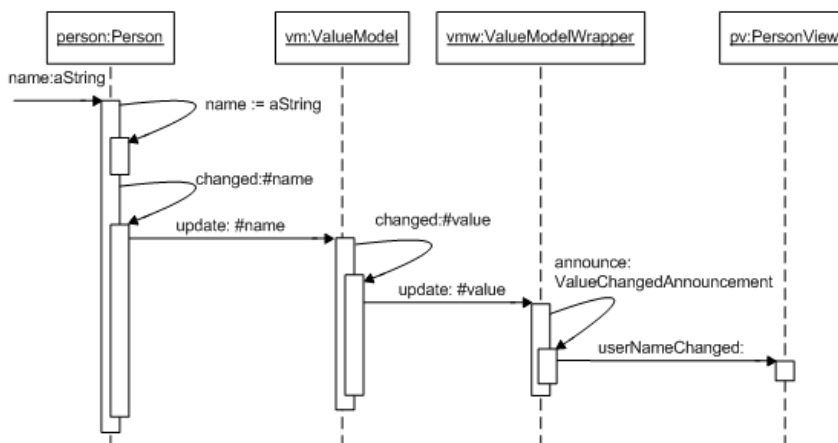 person:Person
vm:ValueModel
vmw:ValueModelWrapper
pv:PersonView
name:aString
name := aString
changed:#name
update: #name
changed:#value
update: #value
announce:
ValueChangedAnnouncement
userNameChanged: